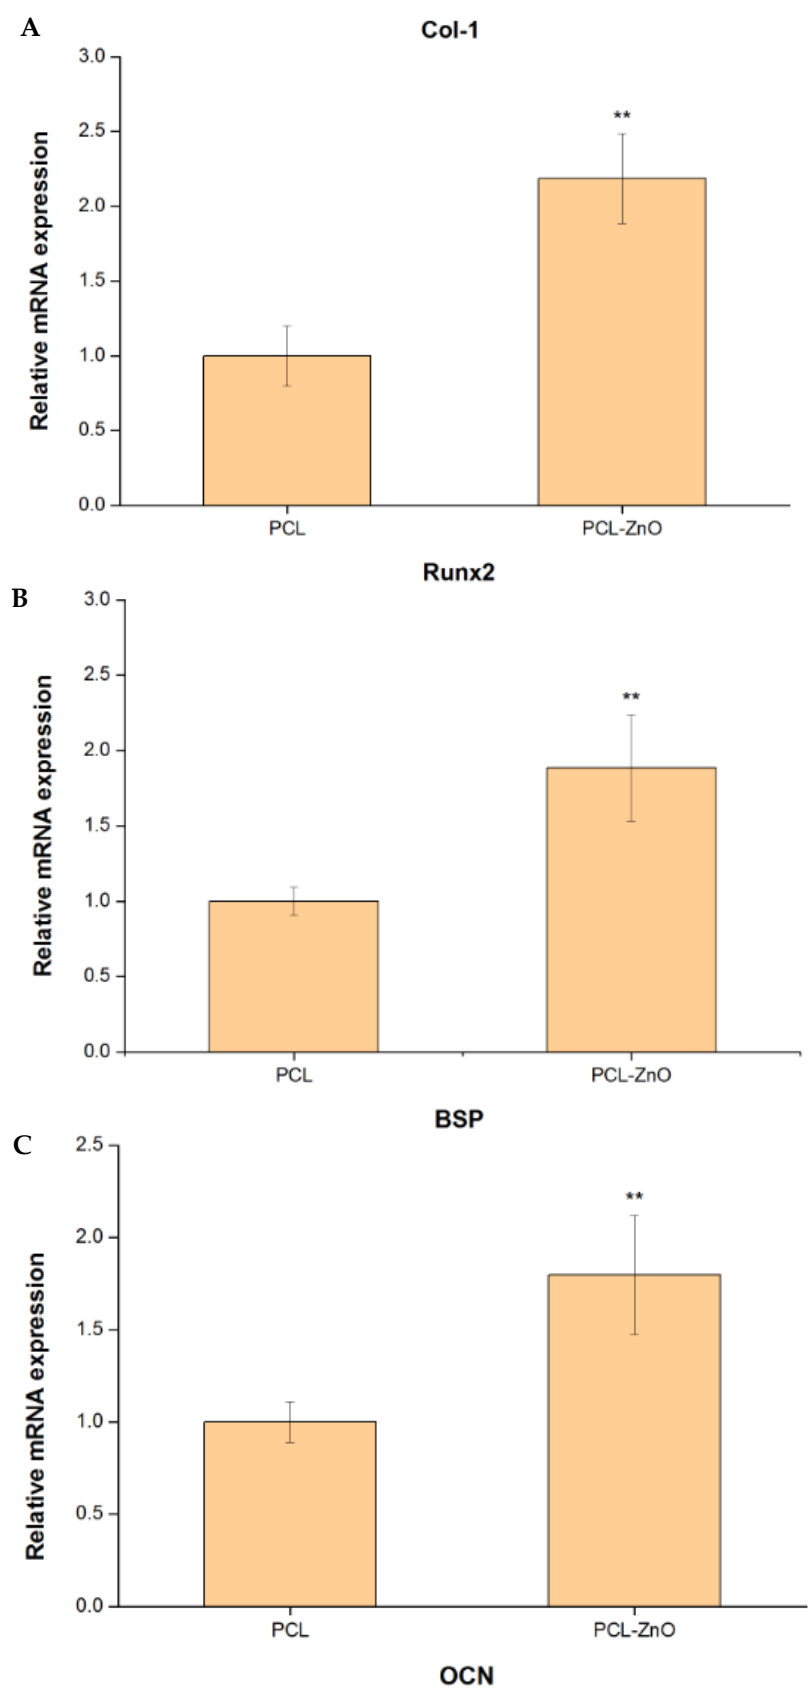 A
Col-1
Relative mRNA expression
3.0
2.5
2.0
1.5
1.0
0.5
0.0
**
PCL PCL-ZnO
B
Runx2
Relative mRNA expression
3.0
2.5
2.0
1.5
1.0
0.5
0.0
**
PCL PCL-ZnO
C
BSP
Relative mRNA expression
2.5
2.0
1.5
1.0
0.5
0.0
**
PCL PCL-ZnO
OCN